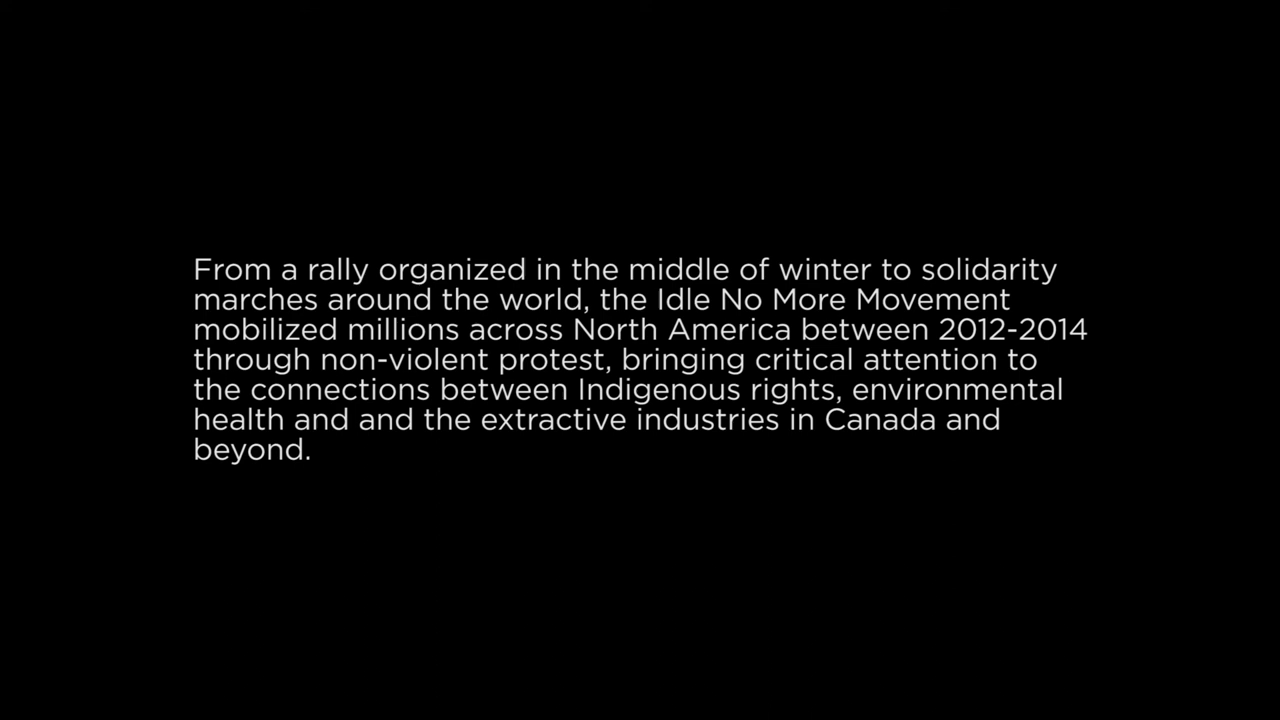 From a rally organized in the middle of winter to solidarity
marches around the world, the Idle No More Movement
mobilized millions across North America between 2012-2014
through non-violent protest, bringing critical attention to
the connections between Indigenous rights, environmental
health and and the extractive industries in Canada and
beyond.